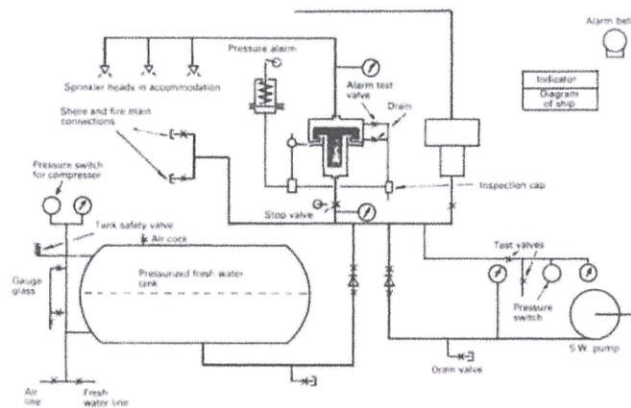 Alarm bell
Pressure alarm
Sprinkler heads in accommodation
Alarm test
valve
Drain
Indicator
Diagram
of ship
Shore and fire main
connections
Pressure switch
for compressor
Inspection cap
Stop valve
Tank safety valve
Air cock
Test valves
Pressurized fresh water
tank
Gauge
glass
Pressure
switch
S.W. pump
Drain valve
Air
line
Fresh
water line